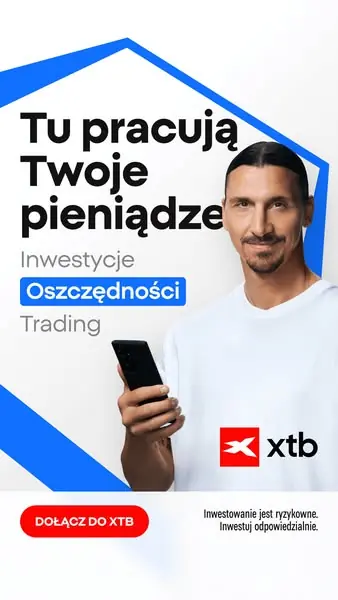 Tu pracują
Twoje
pieniądze
Inwestycje
Oszczędności
Trading
xtb
DOŁĄCZ DO XTB
Inwestowanie jest ryzykowne.
Inwestuj odpowiedzialnie.